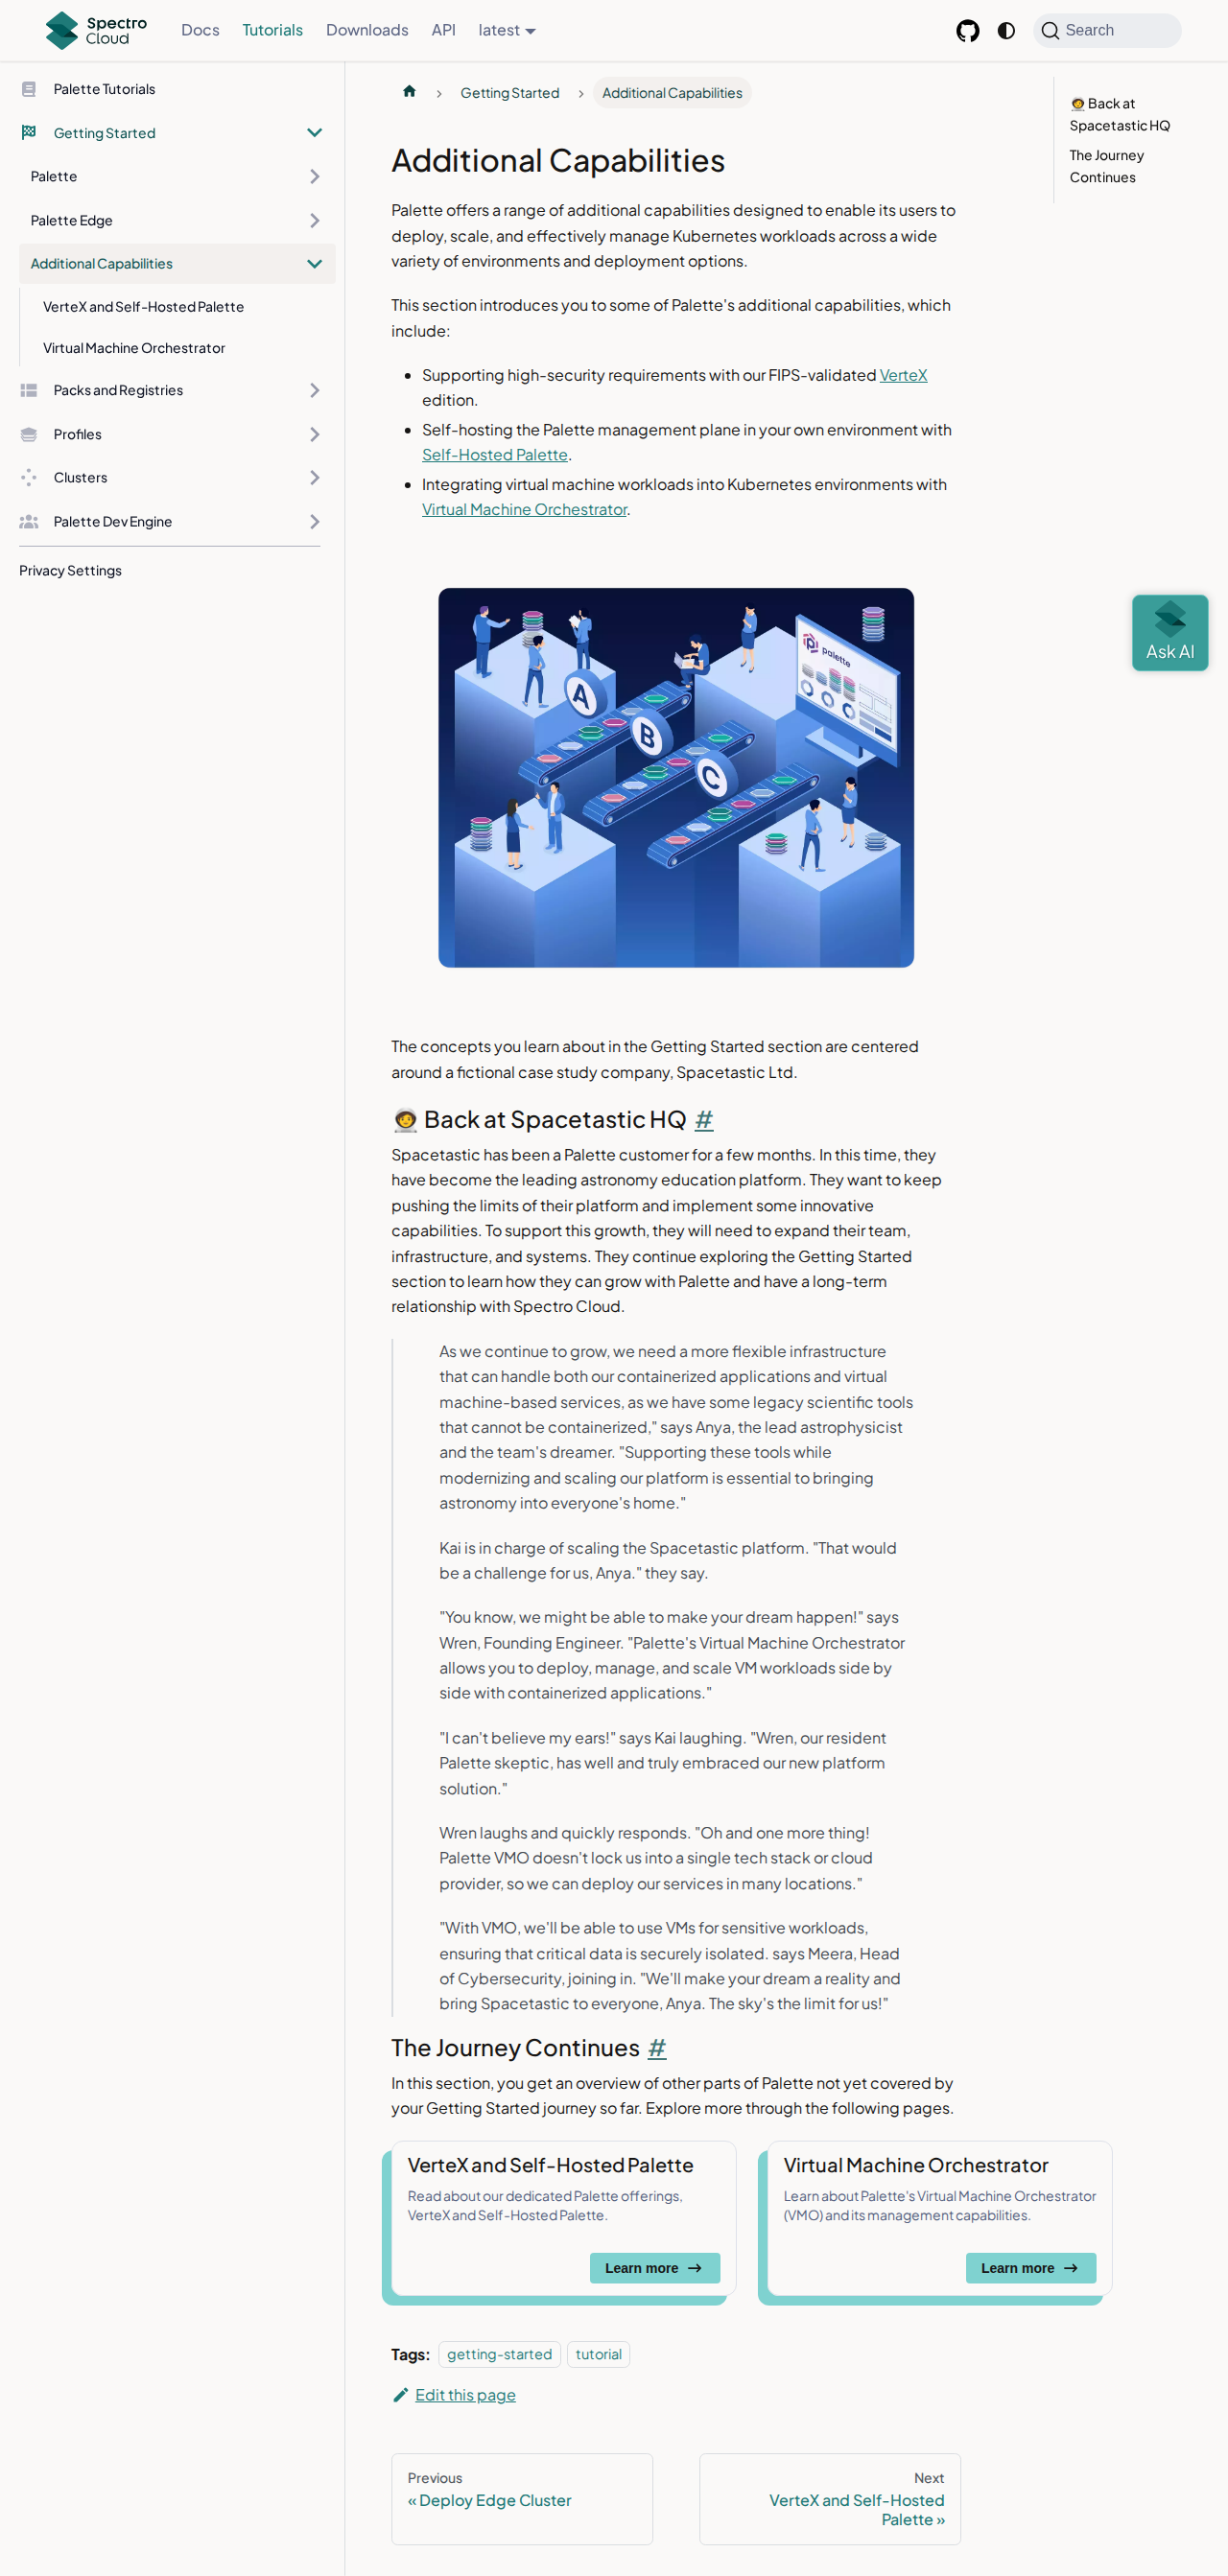 Spectro Cloud
Docs
Tutorials
Downloads
API
latest
Search
Palette Tutorials
Getting Started
Palette
Palette Edge
Additional Capabilities
VerteX and Self-Hosted Palette
Virtual Machine Orchestrator
Packs and Registries
Profiles
Clusters
Palette Dev Engine
Privacy Settings
Getting Started
Additional Capabilities
Additional Capabilities
Palette offers a range of additional capabilities designed to enable its users to
deploy, scale, and effectively manage Kubernetes workloads across a wide
variety of environments and deployment options.
This section introduces you to some of Palette's additional capabilities, which
include:
Supporting high-security requirements with our FIPS-validated VerteX
edition.
Self-hosting the Palette management plane in your own environment with
Self-Hosted Palette.
Integrating virtual machine workloads into Kubernetes environments with
Virtual Machine Orchestrator.
palette
A
B
C
The concepts you learn about in the Getting Started section are centered
around a fictional case study company, Spacetastic Ltd.
🧑‍🚀 Back at Spacetastic HQ #
Spacetastic has been a Palette customer for a few months. In this time, they
have become the leading astronomy education platform. They want to keep
pushing the limits of their platform and implement some innovative
capabilities. To support this growth, they will need to expand their team,
infrastructure, and systems. They continue exploring the Getting Started
section to learn how they can grow with Palette and have a long-term
relationship with Spectro Cloud.
As we continue to grow, we need a more flexible infrastructure
that can handle both our containerized applications and virtual
machine-based services, as we have some legacy scientific tools
that cannot be containerized," says Anya, the lead astrophysicist
and the team's dreamer. "Supporting these tools while
modernizing and scaling our platform is essential to bringing
astronomy into everyone's home."
Kai is in charge of scaling the Spacetastic platform. "That would
be a challenge for us, Anya." they say.
"You know, we might be able to make your dream happen!" says
Wren, Founding Engineer. "Palette's Virtual Machine Orchestrator
allows you to deploy, manage, and scale VM workloads side by
side with containerized applications."
"I can't believe my ears!" says Kai laughing. "Wren, our resident
Palette skeptic, has well and truly embraced our new platform
solution."
Wren laughs and quickly responds. "Oh and one more thing!
Palette VMO doesn't lock us into a single tech stack or cloud
provider, so we can deploy our services in many locations."
"With VMO, we'll be able to use VMs for sensitive workloads,
ensuring that critical data is securely isolated. says Meera, Head
of Cybersecurity, joining in. "We'll make your dream a reality and
bring Spacetastic to everyone, Anya. The sky's the limit for us!"
The Journey Continues #
In this section, you get an overview of other parts of Palette not yet covered by
your Getting Started journey so far. Explore more through the following pages.
VerteX and Self-Hosted Palette
Read about our dedicated Palette offerings,
VerteX and Self-Hosted Palette.
Learn more →
Virtual Machine Orchestrator
Learn about Palette's Virtual Machine Orchestrator
(VMO) and its management capabilities.
Learn more →
Tags: getting-started tutorial
Edit this page
Previous
« Deploy Edge Cluster
Next
VerteX and Self-Hosted
Palette »
🧑‍🚀 Back at
Spacetastic HQ
The Journey
Continues
Ask AI